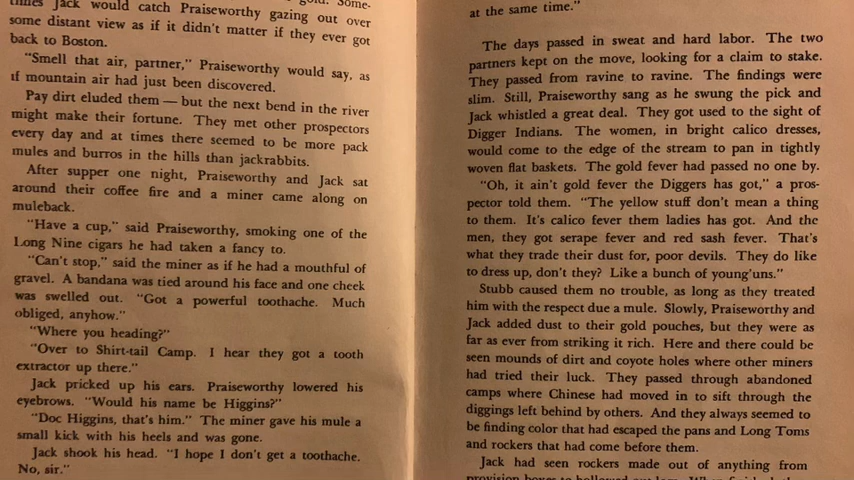 gold. Some-
times Jack would catch Praiseworthy gazing out over
some distant view as if it didn't matter if they ever got
back to Boston.
"Smell that air, partner," Praiseworthy would say, as
if mountain air had just been discovered.
Pay dirt eluded them — but the next bend in the river
might make their fortune. They met other prospectors
every day and at times there seemed to be more pack
mules and burros in the hills than jackrabbits.
After supper one night, Praiseworthy and Jack sat
around their coffee fire and a miner came along on
muleback.
"Have a cup," said Praiseworthy, smoking one of the
Long Nine cigars he had taken a fancy to.
"Can't stop," said the miner as if he had a mouthful of
gravel. A bandana was tied around his face and one cheek
was swelled out. "Got a powerful toothache. Much
obliged, anyhow."
"Where you heading?"
"Over to Shirt-tail Camp. I hear they got a tooth
extractor up there."
Jack pricked up his ears. Praiseworthy lowered his
eyebrows. "Would his name be Higgins?"
"Doc Higgins, that's him." The miner gave his mule a
small kick with his heels and was gone.
Jack shook his head. "I hope I don't get a toothache.
No, sir."
at the same time."
The days passed in sweat and hard labor. The two
partners kept on the move, looking for a claim to stake.
They passed from ravine to ravine. The findings were
slim. Still, Praiseworthy sang as he swung the pick and
Jack whistled a great deal. They got used to the sight of
Digger Indians. The women, in bright calico dresses,
would come to the edge of the stream to pan in tightly
woven flat baskets. The gold fever had passed no one by.
"Oh, it ain't gold fever the Diggers has got," a pros-
pector told them. "The yellow stuff don't mean a thing
to them. It's calico fever them ladies has got. And the
men, they got serape fever and red sash fever. That's
what they trade their dust for, poor devils. They do like
to dress up, don't they? Like a bunch of young'uns."
Stubb caused them no trouble, as long as they treated
him with the respect due a mule. Slowly, Praiseworthy and
Jack added dust to their gold pouches, but they were as
far as ever from striking it rich. Here and there could be
seen mounds of dirt and coyote holes where other miners
had tried their luck. They passed through abandoned
camps where Chinese had moved in to sift through the
diggings left behind by others. And they always seemed to
be finding color that had escaped the pans and Long Toms
and rockers that had come before them.
Jack had seen rockers made out of anything from
provision boxes to hollowed out